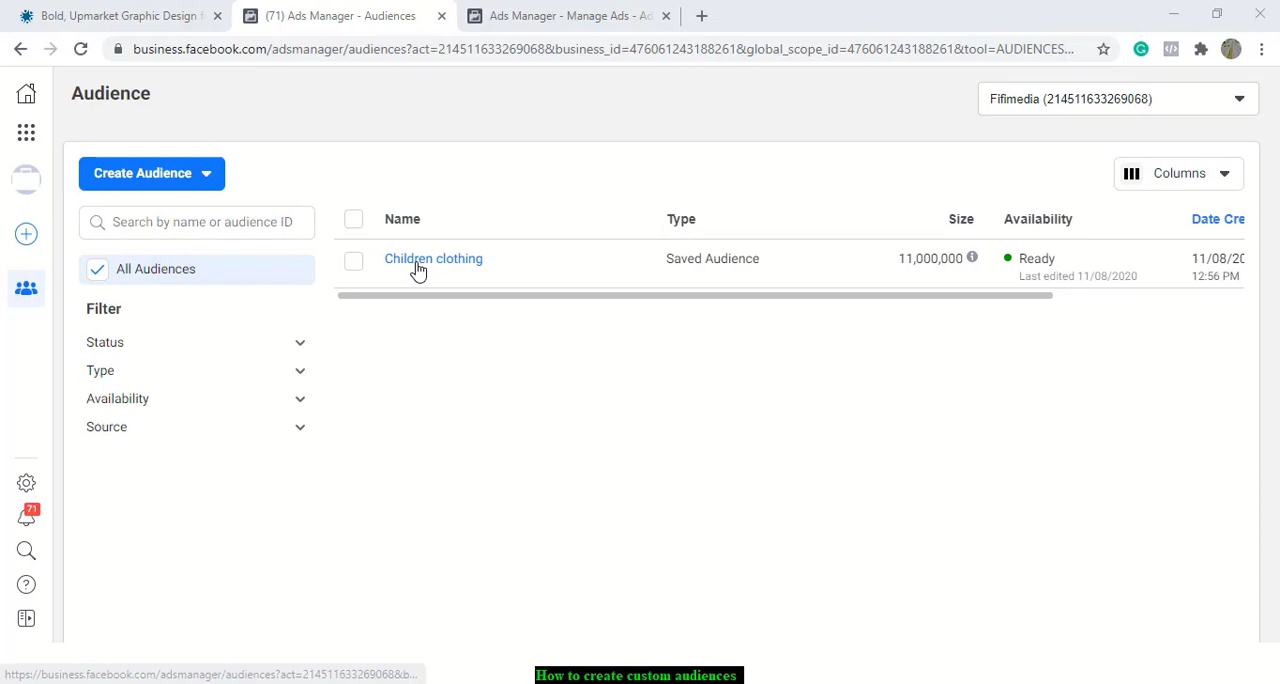 Bold, Upmarket Graphic Design f
(71) Ads Manager - Audiences
Ads Manager - Manage Ads - Ad
business.facebook.com/adsmanager/audiences?act=214511633269068&business_id=476061243188261&global_scope_id=476061243188261&tool=AUDIENCES...
Audience
Fifimedia (214511633269068)
Create Audience
Columns
Search by name or audience ID
Name
Type
Size
Availability
Date Cre
All Audiences
Children clothing
Saved Audience
11,000,000
Ready
11/08/20
Last edited 11/08/2020
12:56 PM
Filter
Status
Type
Availability
Source
71
https://business.facebook.com/adsmanager/audiences?act=214511633269068&b...
How to create custom audiences